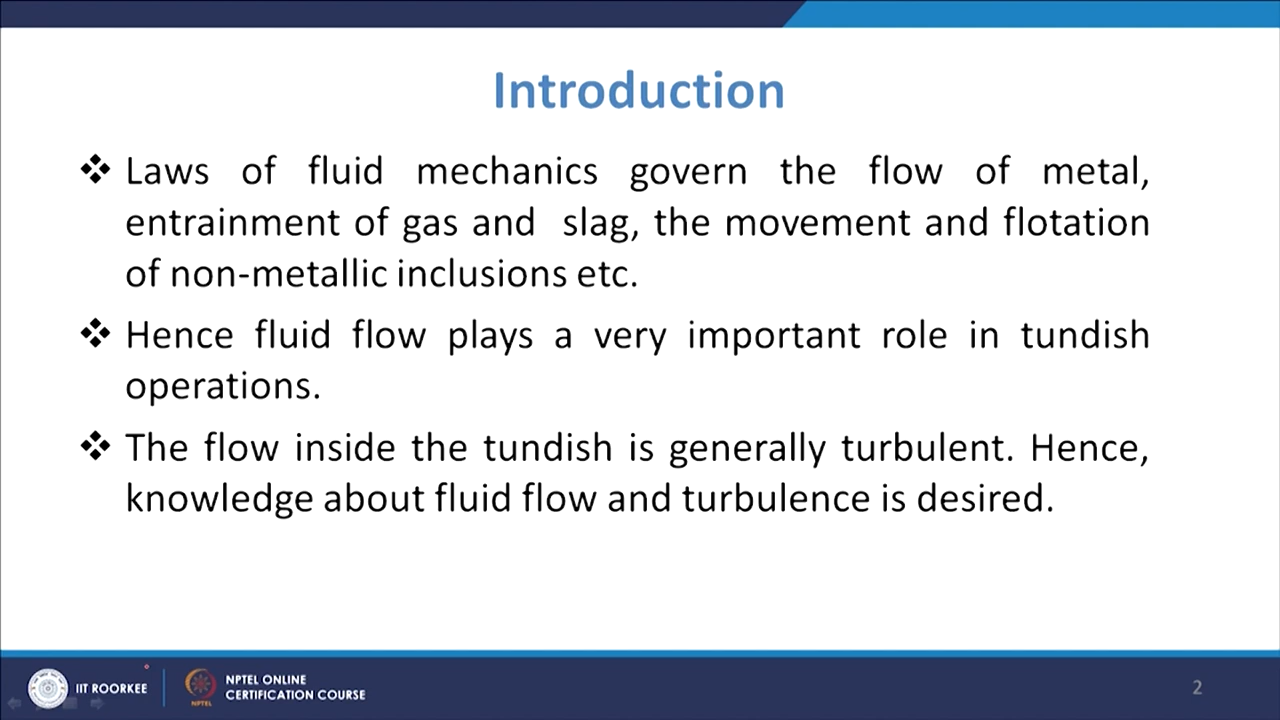 Introduction
❖ Laws of fluid mechanics govern the flow of metal,
entrainment of gas and slag, the movement and flotation
of non-metallic inclusions etc.
❖ Hence fluid flow plays a very important role in tundish
operations.
❖ The flow inside the tundish is generally turbulent. Hence,
knowledge about fluid flow and turbulence is desired.
IIT ROORKEE
NPTEL
NPTEL ONLINE
CERTIFICATION COURSE
2